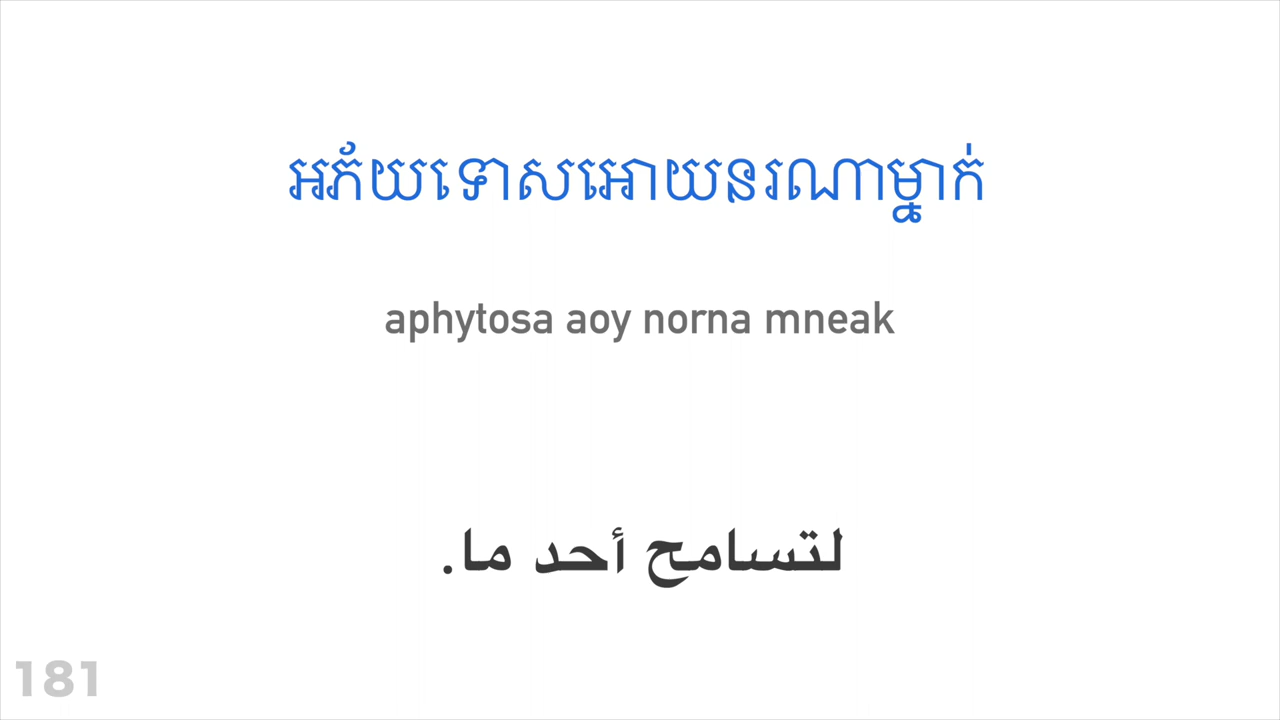 អភ័យទោសអោយនរណាម្នាក់
aphytosa aoy norna mneak
لتسامح أحد ما.
181